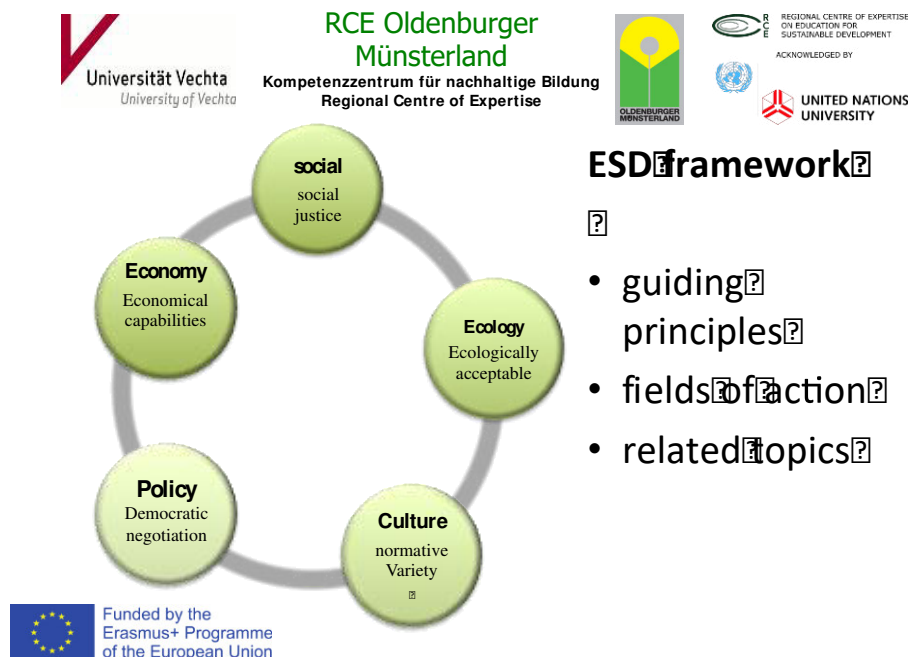 Universität Vechta
University of Vechta
RCE Oldenburger
Münsterland
Kompetenzzentrum für nachhaltige Bildung
Regional Centre of Expertise
OLDENBURGER
MÜNSTERLAND
RCE
REGIONAL CENTRE OF EXPERTISE
ON EDUCATION FOR
SUSTAINABLE DEVELOPMENT
ACKNOWLEDGED BY
UNITED NATIONS
UNIVERSITY
social
social
justice
Economy
Economical
capabilities
Ecology
Ecologically
acceptable
Policy
Democratic
negotiation
Culture
normative
Variety
ESD framework
• guiding
principles
• fields of action
• related topics
Funded by the
Erasmus+ Programme
of the European Union